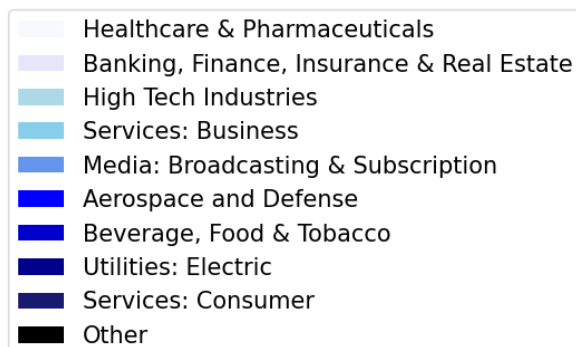 Healthcare & Pharmaceuticals
Banking, Finance, Insurance & Real Estate
High Tech Industries
Services: Business
Media: Broadcasting & Subscription
Aerospace and Defense
Beverage, Food & Tobacco
Utilities: Electric
Services: Consumer
Other